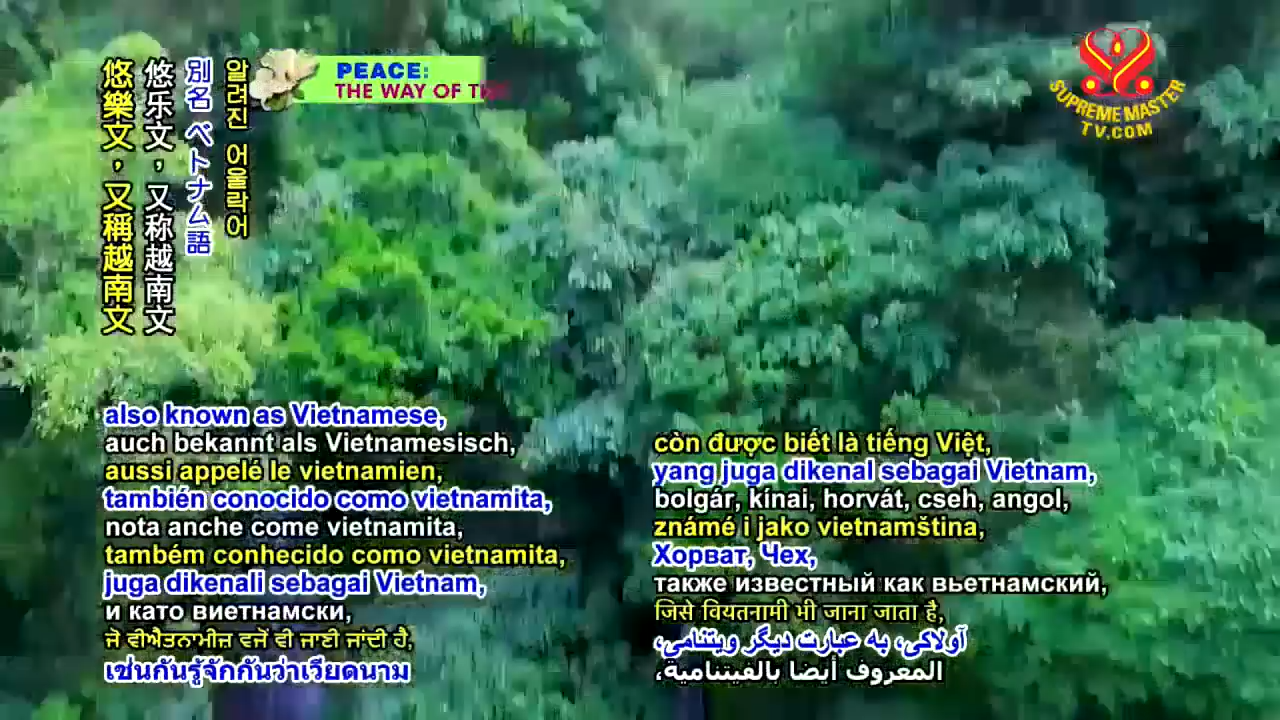 悠樂文，又稱越南文
悠乐文，又称越南文
別名 ベトナム語
알려진 어울락어
PEACE:
THE WAY OF
SUPREME MASTER
TV.COM
also known as Vietnamese,
auch bekannt als Vietnamesisch,
aussi appelé le vietnamien,
también conocido como vietnamita,
nota anche come vietnamita,
também conhecido como vietnamita,
juga dikenali sebagai Vietnam,
и като виетнамски,
ਜੋ ਵੀਐਤਨਾਮੀਜ਼ ਵਜੋਂ ਵੀ ਜਾਣੀ ਜਾਂਦੀ ਹੈ,
เช่นกันรู้จักกันว่าเวียดนาม
còn được biết là tiếng Việt,
yang juga dikenal sebagai Vietnam,
bolgár, kínai, horvát, cseh, angol,
známé i jako vietnamština,
Хорват, Чех,
также известный как вьетнамский,
जिसे वियतनामी भी जाना जाता है,
آولاکی، به عبارت دیگر ویتنامی،
المعروف أيضا بالفيتنامية،